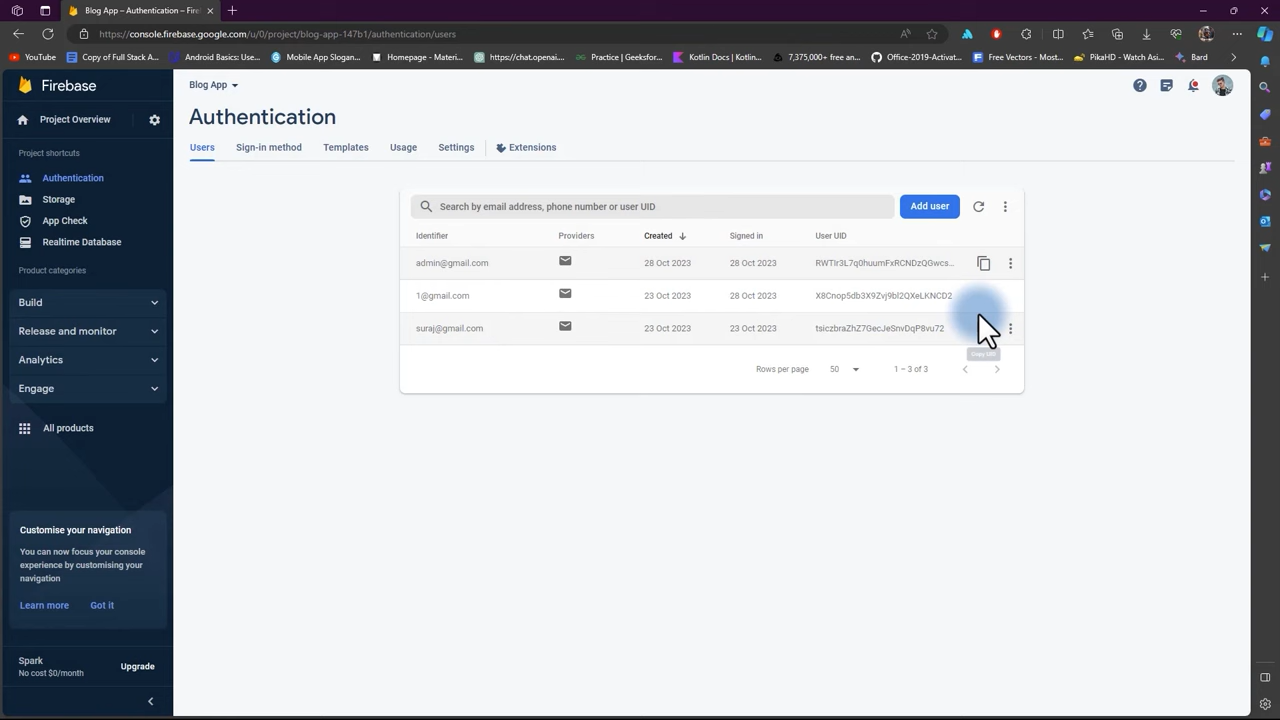 Blog App – Authentication – Fire
https://console.firebase.google.com/u/0/project/blog-app-147b1/authentication/users
YouTube
Copy of Full Stack A...
Android Basics: Use...
Mobile App Slogan...
Homepage - Materi...
https://chat.openai...
Practice | Geeksfor...
Kotlin Docs | Kotlin...
7,375,000+ free an...
Office-2019-Activat...
Free Vectors - Most...
PikaHD - Watch Asi...
Bard
Firebase
Project Overview
Project shortcuts
Authentication
Storage
App Check
Realtime Database
Product categories
Build
Release and monitor
Analytics
Engage
All products
Customise your navigation
You can now focus your console
experience by customising your
navigation
Learn more Got it
Spark
No cost $0/month
Upgrade
Blog App
Authentication
Users Sign-in method Templates Usage Settings Extensions
Search by email address, phone number or user UID
Add user
Identifier Providers Created Signed in User UID
admin@gmail.com 28 Oct 2023 28 Oct 2023 RWTIr3L7q0huumFxRCNDzQGwcs...
1@gmail.com 23 Oct 2023 28 Oct 2023 X8Cnop5db3X9Zvj9bl2QXeLKNCD2
suraj@gmail.com 23 Oct 2023 23 Oct 2023 tsiczbraZhZ7GecJeSnvDqP8vu72
Copy UID
Rows per page 50 1 – 3 of 3